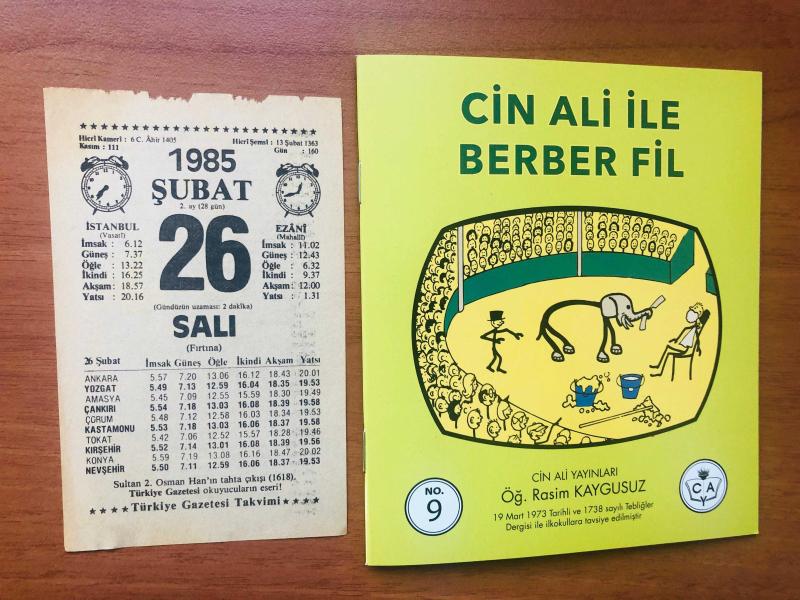 Hicrî Kamerî : 6 C. Âhir 1405
Kasım : 111
Hicrî Şemsî : 13 Şubat 1363
Gün : 160
1985
ŞUBAT
2. ay (28 gün)
26
İSTANBUL
(Vasatî)
İmsak : 6.12
Güneş : 7.37
Öğle : 13.22
İkindi : 16.25
Akşam : 18.57
Yatsı : 20.16
EZÂNÎ
(Mahallî)
İmsak : 11.02
Güneş : 12.43
Öğle : 6.32
İkindi : 9.37
Akşam : 12.00
Yatsı : 1.31
(Gündüzün uzaması: 2 dakîka)
SALI
(Fırtına)
26 Şubat İmsak Güneş Öğle İkindi Akşam Yatsı
ANKARA 5.57 7.20 13.06 16.12 18.43 20.01
YOZGAT 5.49 7.13 12.59 16.04 18.35 19.53
AMASYA 5.45 7.09 12.55 15.59 18.30 19.49
ÇANKIRI 5.54 7.18 13.03 16.08 18.39 19.58
ÇORUM 5.48 7.12 12.58 16.03 18.34 19.53
KASTAMONU 5.53 7.18 13.03 16.06 18.37 19.58
TOKAT 5.42 7.06 12.52 15.57 18.28 19.46
KIRŞEHİR 5.52 7.14 13.01 16.08 18.39 19.56
KONYA 5.59 7.19 13.08 16.16 18.47 20.02
NEVŞEHİR 5.50 7.11 12.59 16.06 18.37 19.53
Sultan 2. Osman Han'ın tahta çıkışı (1618).
Türkiye Gazetesi okuyucuların eseri!
★★★★ Türkiye Gazetesi Takvimi ★★★★
CİN ALİ İLE
BERBER FİL
NO.
9
CİN ALİ YAYINLARI
Öğ. Rasim KAYGUSUZ
19 Mart 1973 Tarihli ve 1738 sayılı Tebliğler
Dergisi ile ilkokullara tavsiye edilmiştir
C A Y